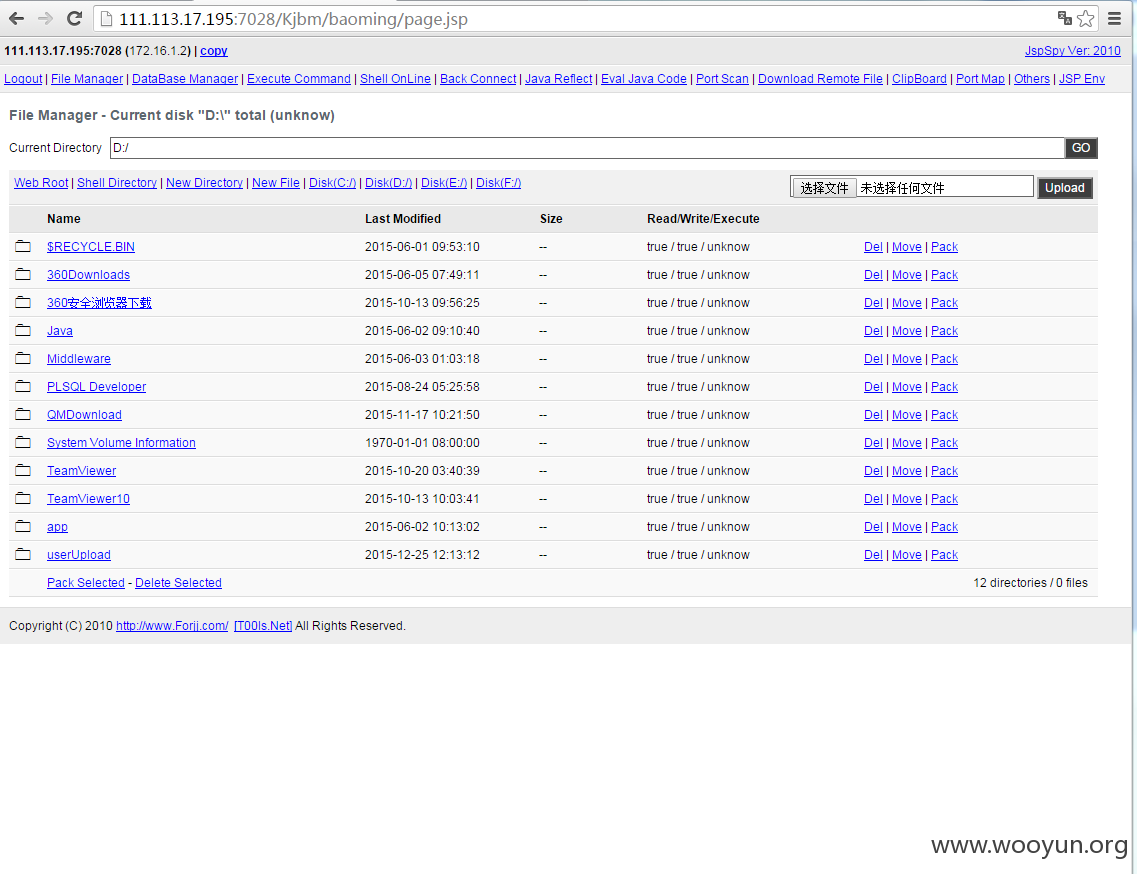 111.113.17.195:7028/Kjbm/baoming/page.jsp
111.113.17.195:7028 (172.16.1.2) | copy JspSpy Ver: 2010
Logout | File Manager | DataBase Manager | Execute Command | Shell OnLine | Back Connect | Java Reflect | Eval Java Code | Port Scan | Download Remote File | ClipBoard | Port Map | Others | JSP Env
File Manager - Current disk "D:\" total (unknow)
Current Directory D:/ GO
Web Root | Shell Directory | New Directory | New File | Disk(C:/) | Disk(D:/) | Disk(E:/) | Disk(F:/) 选择文件 未选择任何文件 Upload
Name Last Modified Size Read/Write/Execute
$RECYCLE.BIN 2015-06-01 09:53:10 -- true / true / unknow Del | Move | Pack
360Downloads 2015-06-05 07:49:11 -- true / true / unknow Del | Move | Pack
360安全浏览器下载 2015-10-13 09:56:25 -- true / true / unknow Del | Move | Pack
Java 2015-06-02 09:10:40 -- true / true / unknow Del | Move | Pack
Middleware 2015-06-03 01:03:18 -- true / true / unknow Del | Move | Pack
PLSQL Developer 2015-08-24 05:25:58 -- true / true / unknow Del | Move | Pack
QMDownload 2015-11-17 10:21:50 -- true / true / unknow Del | Move | Pack
System Volume Information 1970-01-01 08:00:00 -- true / true / unknow Del | Move | Pack
TeamViewer 2015-10-20 03:40:39 -- true / true / unknow Del | Move | Pack
TeamViewer10 2015-10-13 10:03:41 -- true / true / unknow Del | Move | Pack
app 2015-06-02 10:13:02 -- true / true / unknow Del | Move | Pack
userUpload 2015-12-25 12:13:12 -- true / true / unknow Del | Move | Pack
Pack Selected - Delete Selected 12 directories / 0 files
Copyright (C) 2010 http://www.Forjj.com/ [T00ls.Net] All Rights Reserved.
www.wooyun.org